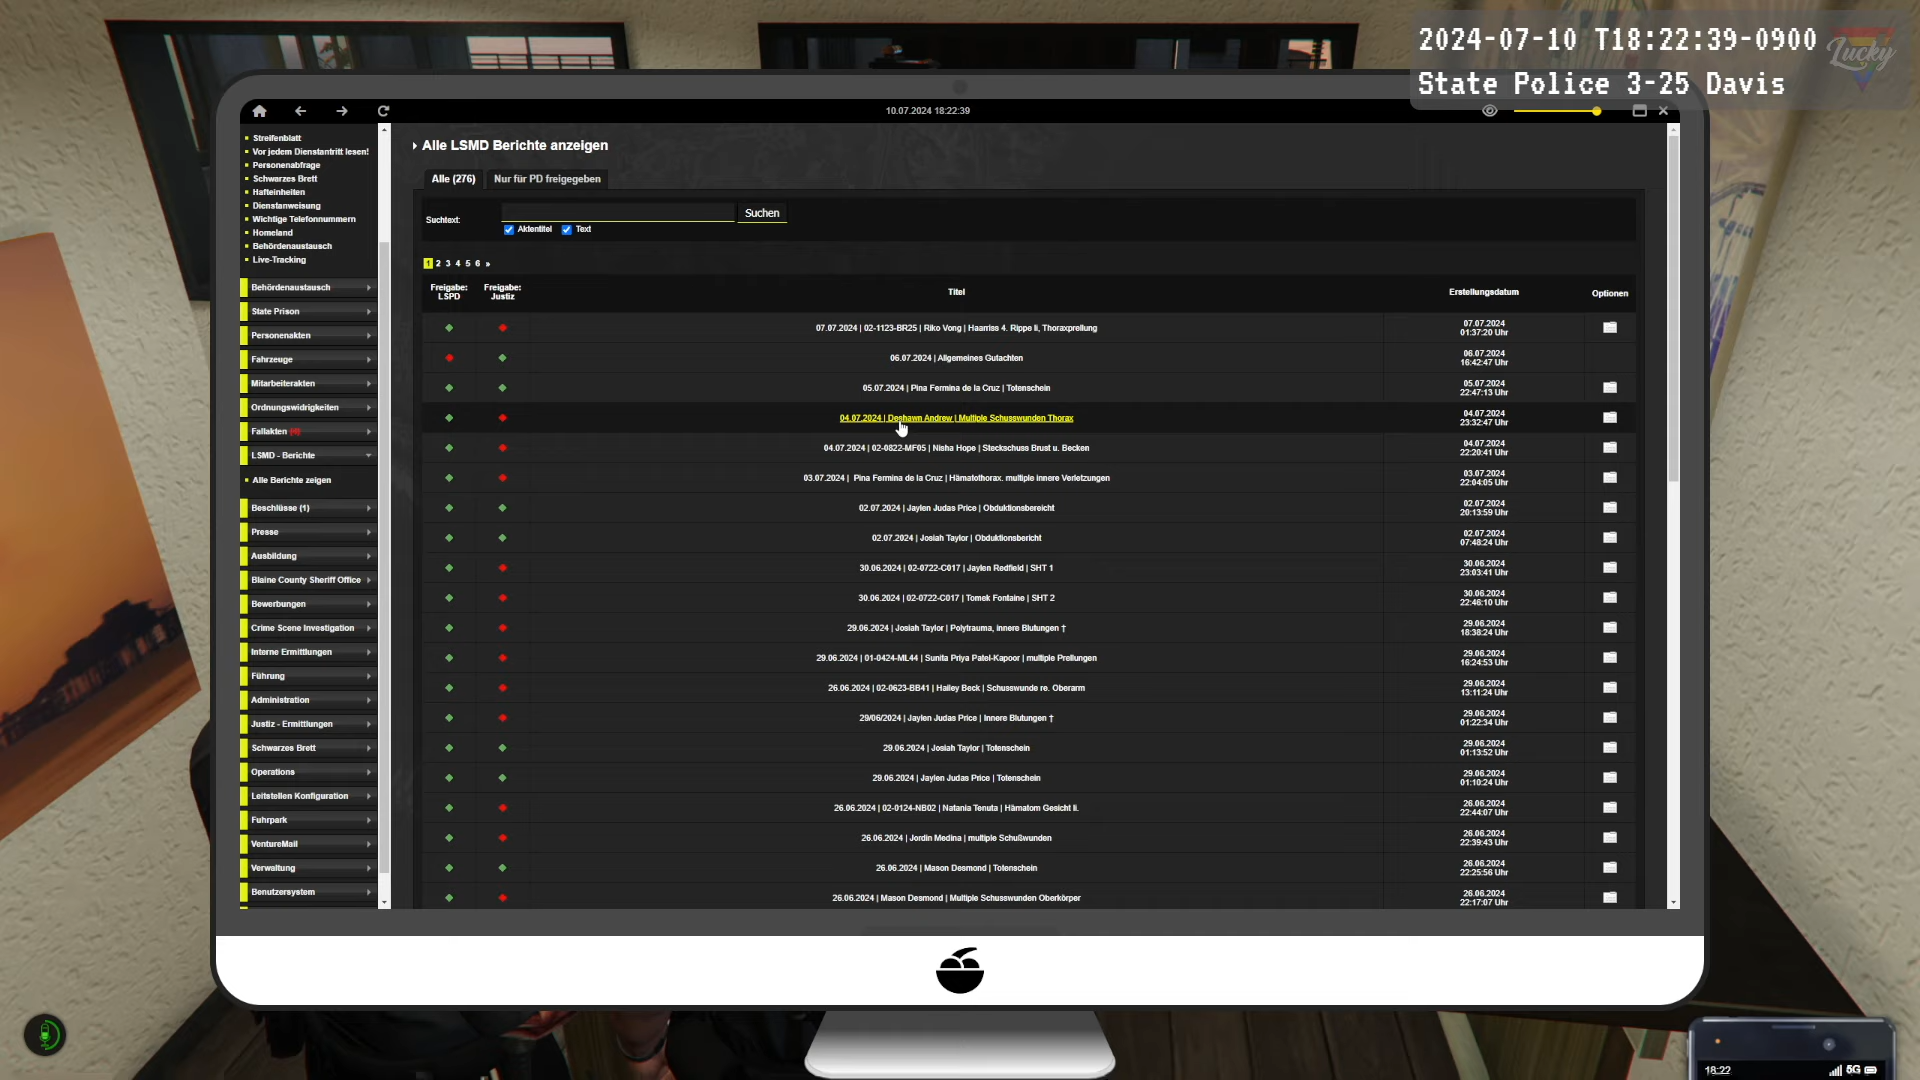 2024-07-10 T18:22:39-0900
State Police 3-25 Davis
Lucky
10.07.2024 18:22:39
Streifenblatt
Vor jedem Dienstantritt lesen!
Personenabfrage
Schwarzes Brett
Hafteinheiten
Dienstanweisung
Wichtige Telefonnummern
Homeland
Behördenaustausch
Live-Tracking
Behördenaustausch
State Prison
Personenakten
Fahrzeuge
Mitarbeiterakten
Ordnungswidrigkeiten
Fallakten
LSMD - Berichte
Alle Berichte zeigen
Beschlüsse (1)
Presse
Ausbildung
Blaine County Sheriff Office
Bewerbungen
Crime Scene Investigation
Interne Ermittlungen
Führung
Administration
Justiz - Ermittlungen
Schwarzes Brett
Operations
Leitstellen Konfiguration
Fuhrpark
VentureMail
Verwaltung
Benutzersystem
Alle LSMD Berichte anzeigen
Alle (276) Nur für PD freigegeben
Suchtext: Suchen
Aktentitel Text
1 2 3 4 5 6 »
Freigabe: LSPD Freigabe: Justiz Titel Erstellungsdatum Optionen
07.07.2024 | 02-1123-BR25 | Riko Vong | Haarriss 4. Rippe li, Thoraxprellung 07.07.2024 01:37:20 Uhr
06.07.2024 | Allgemeines Gutachten 06.07.2024 16:42:47 Uhr
05.07.2024 | Pina Fermina de la Cruz | Totenschein 05.07.2024 22:47:13 Uhr
04.07.2024 | Deshawn Andrew | Multiple Schusswunden Thorax 04.07.2024 23:32:47 Uhr
04.07.2024 | 02-0822-MF05 | Nisha Hope | Steckschuss Brust u. Becken 04.07.2024 22:20:41 Uhr
03.07.2024 | Pina Fermina de la Cruz | Hämatothorax. multiple innere Verletzungen 03.07.2024 22:04:05 Uhr
02.07.2024 | Jaylen Judas Price | Obduktionsbereicht 02.07.2024 20:13:59 Uhr
02.07.2024 | Josiah Taylor | Obduktionsbericht 02.07.2024 07:48:24 Uhr
30.06.2024 | 02-0722-C017 | Jaylen Redfield | SHT 1 30.06.2024 23:03:41 Uhr
30.06.2024 | 02-0722-C017 | Tomek Fontaine | SHT 2 30.06.2024 22:46:10 Uhr
29.06.2024 | Josiah Taylor | Polytrauma, innere Blutungen † 29.06.2024 18:38:24 Uhr
29.06.2024 | 01-0424-ML44 | Sunita Priya Patel-Kapoor | multiple Prellungen 29.06.2024 16:24:53 Uhr
26.06.2024 | 02-0623-BB41 | Hailey Beck | Schusswunde re. Oberarm 29.06.2024 13:11:24 Uhr
29/06/2024 | Jaylen Judas Price | Innere Blutungen † 29.06.2024 01:22:34 Uhr
29.06.2024 | Josiah Taylor | Totenschein 29.06.2024 01:13:52 Uhr
29.06.2024 | Jaylen Judas Price | Totenschein 29.06.2024 01:10:24 Uhr
26.06.2024 | 02-0124-NB02 | Natania Tenuta | Hämatom Gesicht li. 26.06.2024 22:44:07 Uhr
26.06.2024 | Jordin Medina | multiple Schußwunden 26.06.2024 22:39:43 Uhr
26.06.2024 | Mason Desmond | Totenschein 26.06.2024 22:25:56 Uhr
26.06.2024 | Mason Desmond | Multiple Schusswunden Oberkörper 26.06.2024 22:17:07 Uhr
18:22 5G